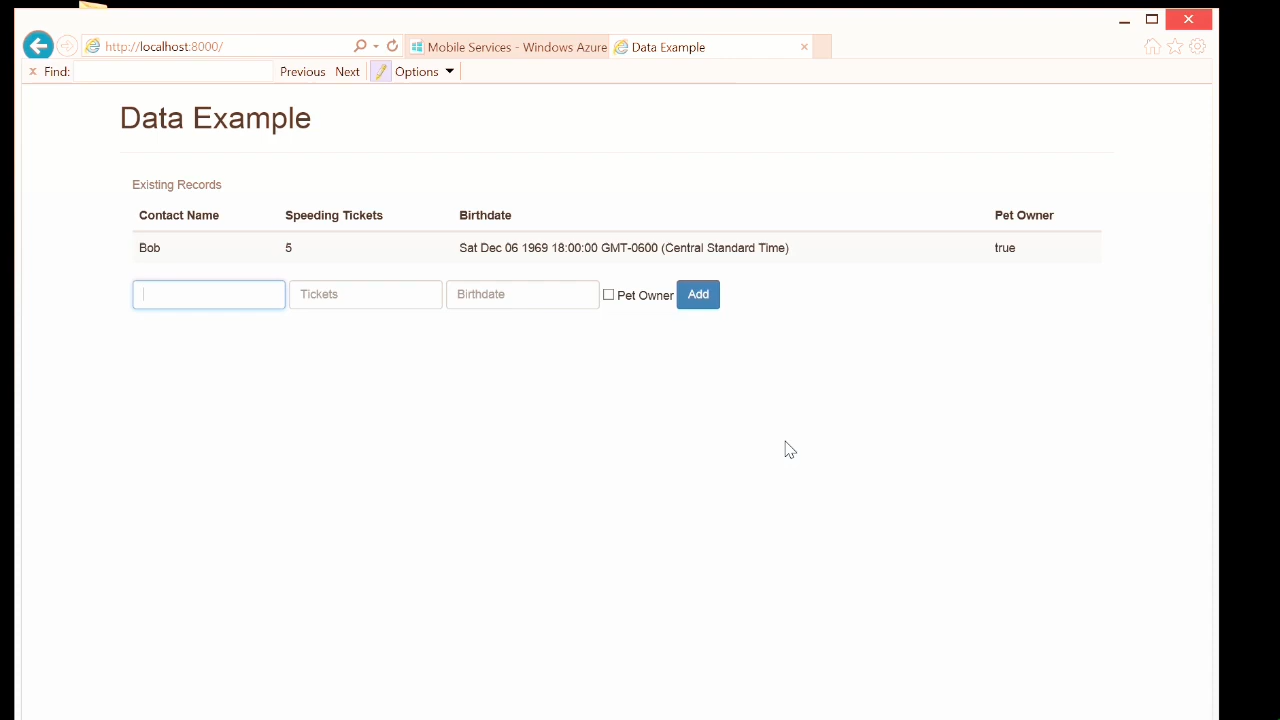 http://localhost:8000/
Mobile Services - Windows Azure
Data Example
x Find:
Previous Next
Options
Data Example
Existing Records
Contact Name Speeding Tickets Birthdate Pet Owner
Bob 5 Sat Dec 06 1969 18:00:00 GMT-0600 (Central Standard Time) true
Tickets Birthdate Pet Owner Add